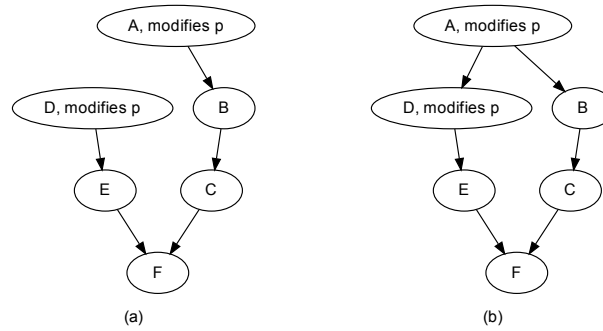 A, modifies p
D, modifies p
B
E
C
F
(a)
A, modifies p
D, modifies p
B
E
C
F
(b)